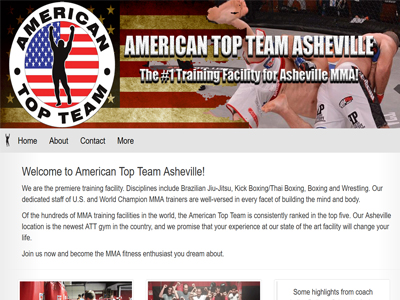 AMERICAN
TOP TEAM
AMERICAN TOP TEAM ASHEVILLE
The #1 Training Facility for Asheville MMA!
Home About Contact More
Welcome to American Top Team Asheville!
We are the premiere training facility. Disciplines include Brazilian Jiu-Jitsu, Kick Boxing/Thai Boxing, Boxing and Wrestling. Our
dedicated staff of U.S. and World Champion MMA trainers are well-versed in every facet of building the mind and body.
Of the hundreds of MMA training facilities in the world, the American Top Team is consistently ranked in the top five. Our Asheville
location is the newest ATT gym in the country, and we promise that your experience at our state of the art facility will change your
life.
Join us now and become the MMA fitness enthusiast you dream about.
Some highlights from coach